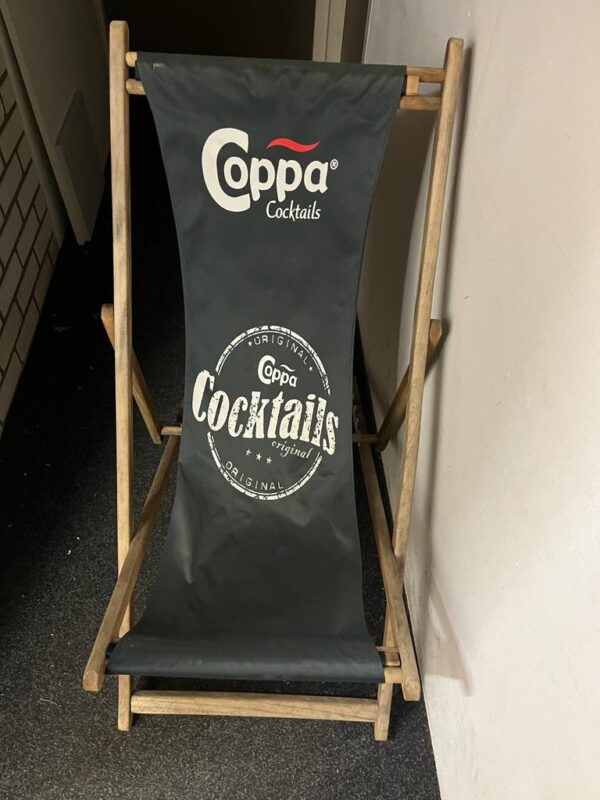 Coppa®
Cocktails
★ORIGINAL★
Coppa
Cocktails
original
★★★
ORIGINAL